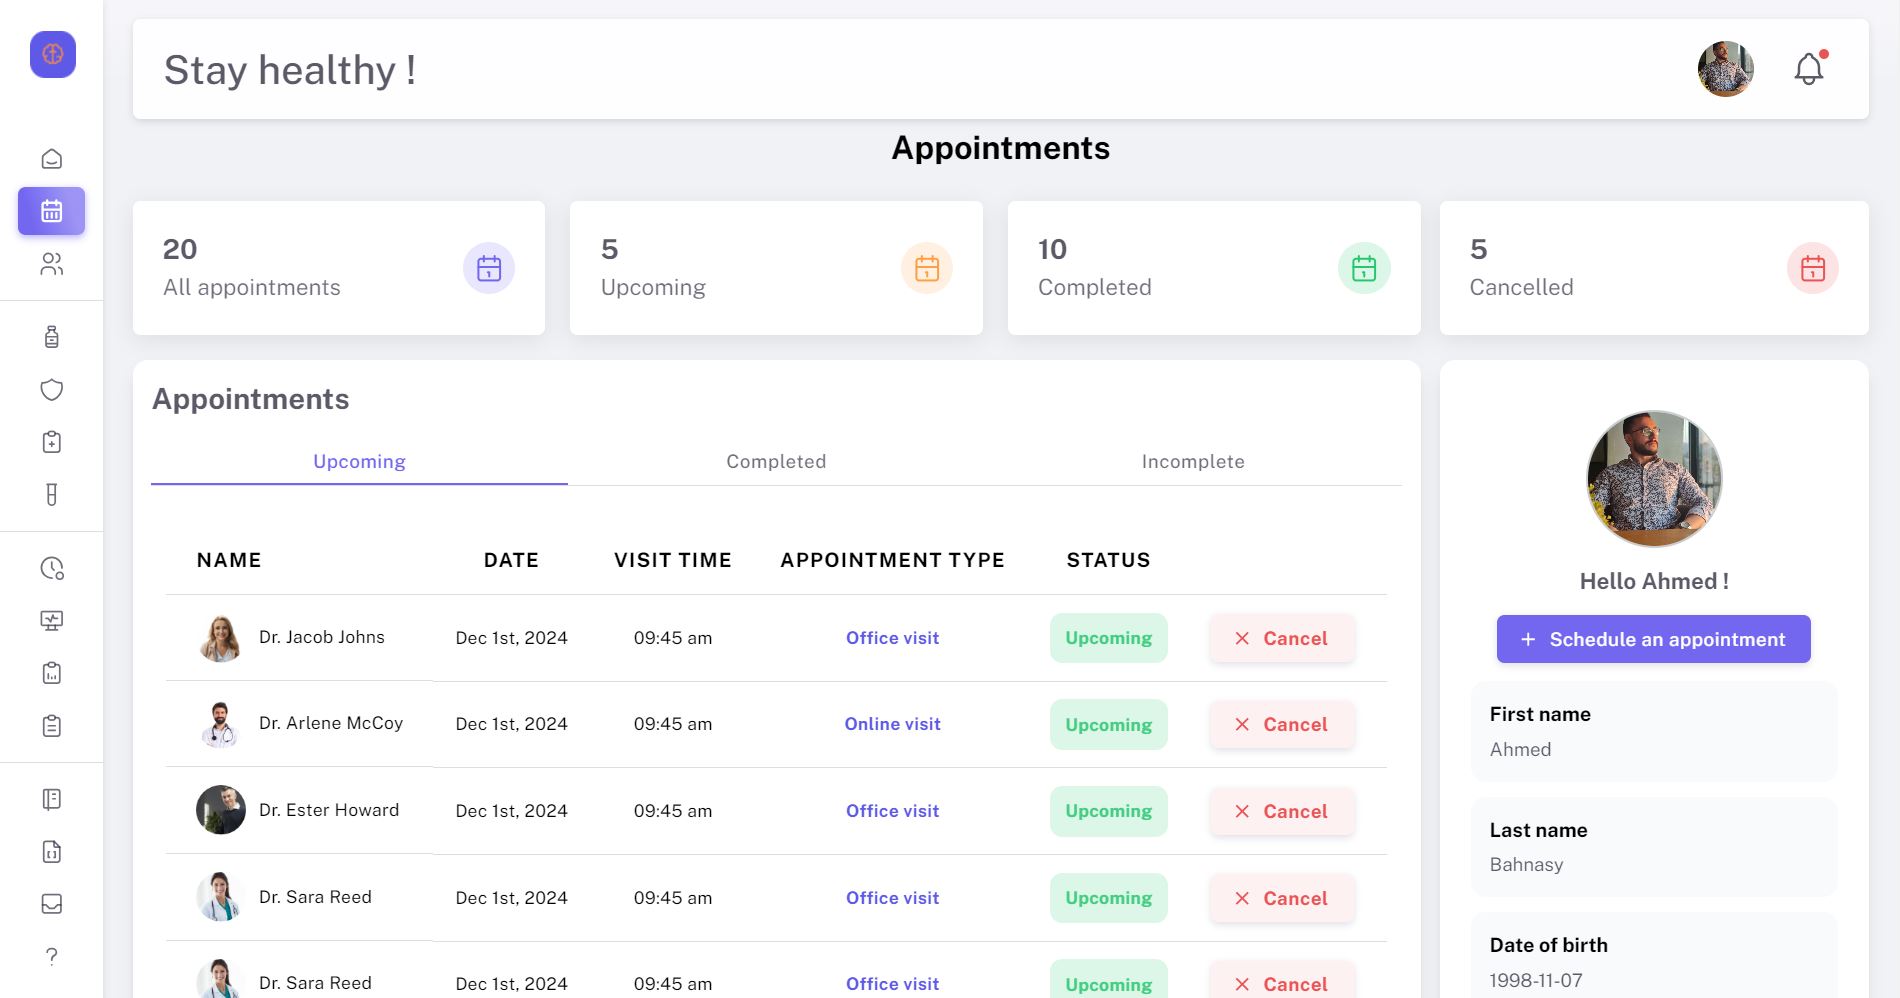 Stay healthy !
Appointments
20
All appointments
5
Upcoming
10
Completed
5
Cancelled
Appointments
Upcoming Completed Incomplete
NAME DATE VISIT TIME APPOINTMENT TYPE STATUS
Dr. Jacob Johns Dec 1st, 2024 09:45 am Office visit Upcoming Cancel
Dr. Arlene McCoy Dec 1st, 2024 09:45 am Online visit Upcoming Cancel
Dr. Ester Howard Dec 1st, 2024 09:45 am Office visit Upcoming Cancel
Dr. Sara Reed Dec 1st, 2024 09:45 am Office visit Upcoming Cancel
Dr. Sara Reed Dec 1st, 2024 09:45 am Office visit Upcoming Cancel
Hello Ahmed !
+ Schedule an appointment
First name
Ahmed
Last name
Bahnasy
Date of birth
1998-11-07